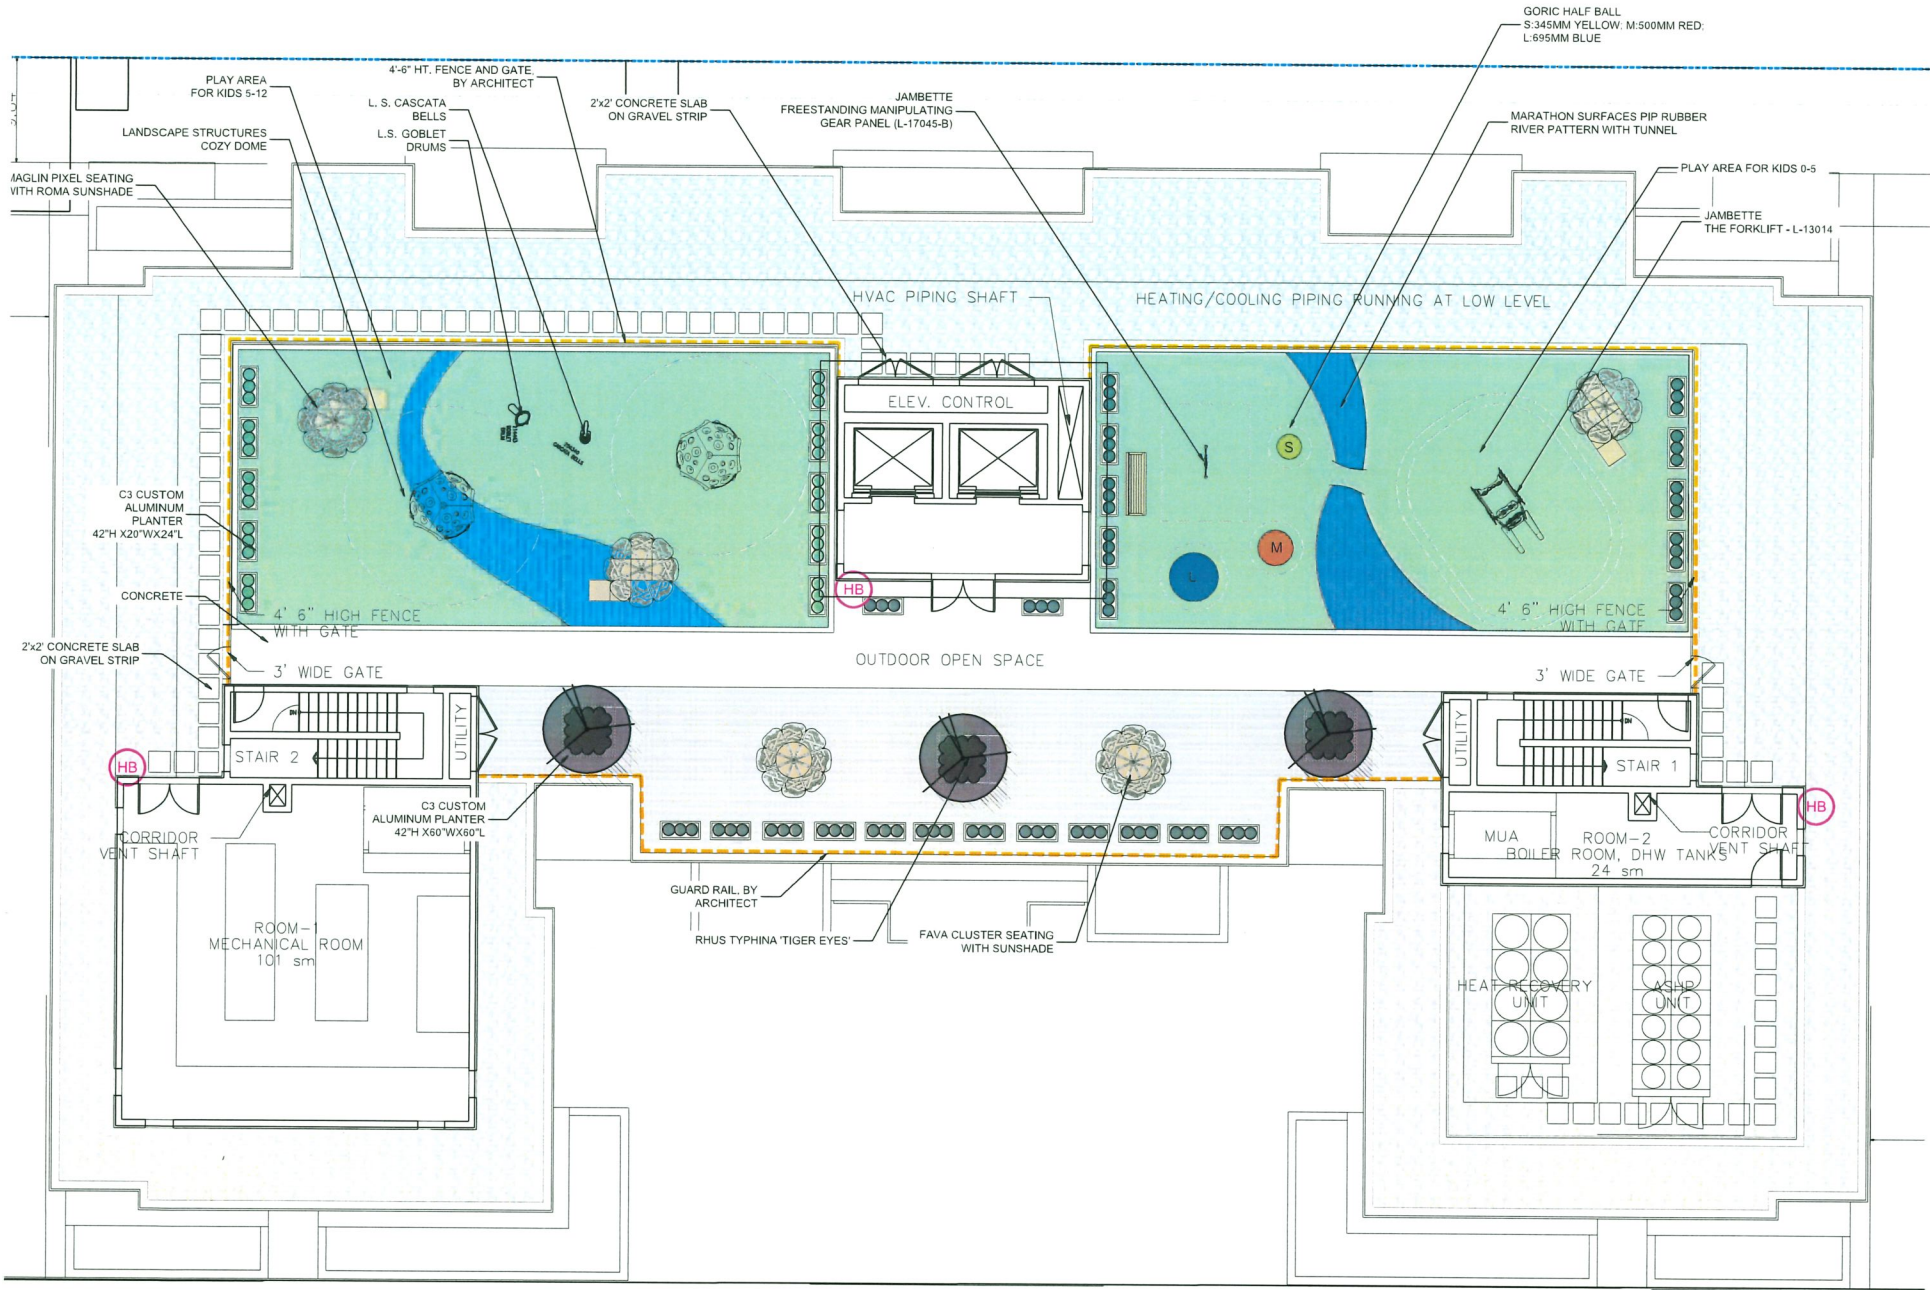 GORIC HALF BALL
S:345MM YELLOW: M:500MM RED:
L:695MM BLUE
PLAY AREA
FOR KIDS 5-12
4'-6" HT. FENCE AND GATE,
BY ARCHITECT
L. S. CASCATA
BELLS
2'x2' CONCRETE SLAB
ON GRAVEL STRIP
JAMBETTE
FREESTANDING MANIPULATING
GEAR PANEL (L-17045-B)
MARATHON SURFACES PIP RUBBER
RIVER PATTERN WITH TUNNEL
LANDSCAPE STRUCTURES
COZY DOME
L.S. GOBLET
DRUMS
MAGLIN PIXEL SEATING
WITH ROMA SUNSHADE
PLAY AREA FOR KIDS 0-5
JAMBETTE
THE FORKLIFT - L-13014
HVAC PIPING SHAFT
HEATING/COOLING PIPING RUNNING AT LOW LEVEL
ELEV. CONTROL
S
M
L
C3 CUSTOM
ALUMINUM
PLANTER
42"H X20"WX24"L
HB
CONCRETE
4' 6" HIGH FENCE
WITH GATE
4' 6" HIGH FENCE
WITH GATE
2'x2' CONCRETE SLAB
ON GRAVEL STRIP
3' WIDE GATE
OUTDOOR OPEN SPACE
3' WIDE GATE
UTILITY
UTILITY
DN
DN
STAIR 2
STAIR 1
HB
HB
C3 CUSTOM
ALUMINUM PLANTER
42"H X60"WX60"L
CORRIDOR
VENT SHAFT
MUA
ROOM-2
BOILER ROOM, DHW TANKS
24 sm
CORRIDOR
VENT SHAFT
GUARD RAIL, BY
ARCHITECT
RHUS TYPHINA 'TIGER EYES'
FAVA CLUSTER SEATING
WITH SUNSHADE
ROOM-1
MECHANICAL ROOM
101 sm
HEAT RECOVERY
UNIT
ASHP
UNIT